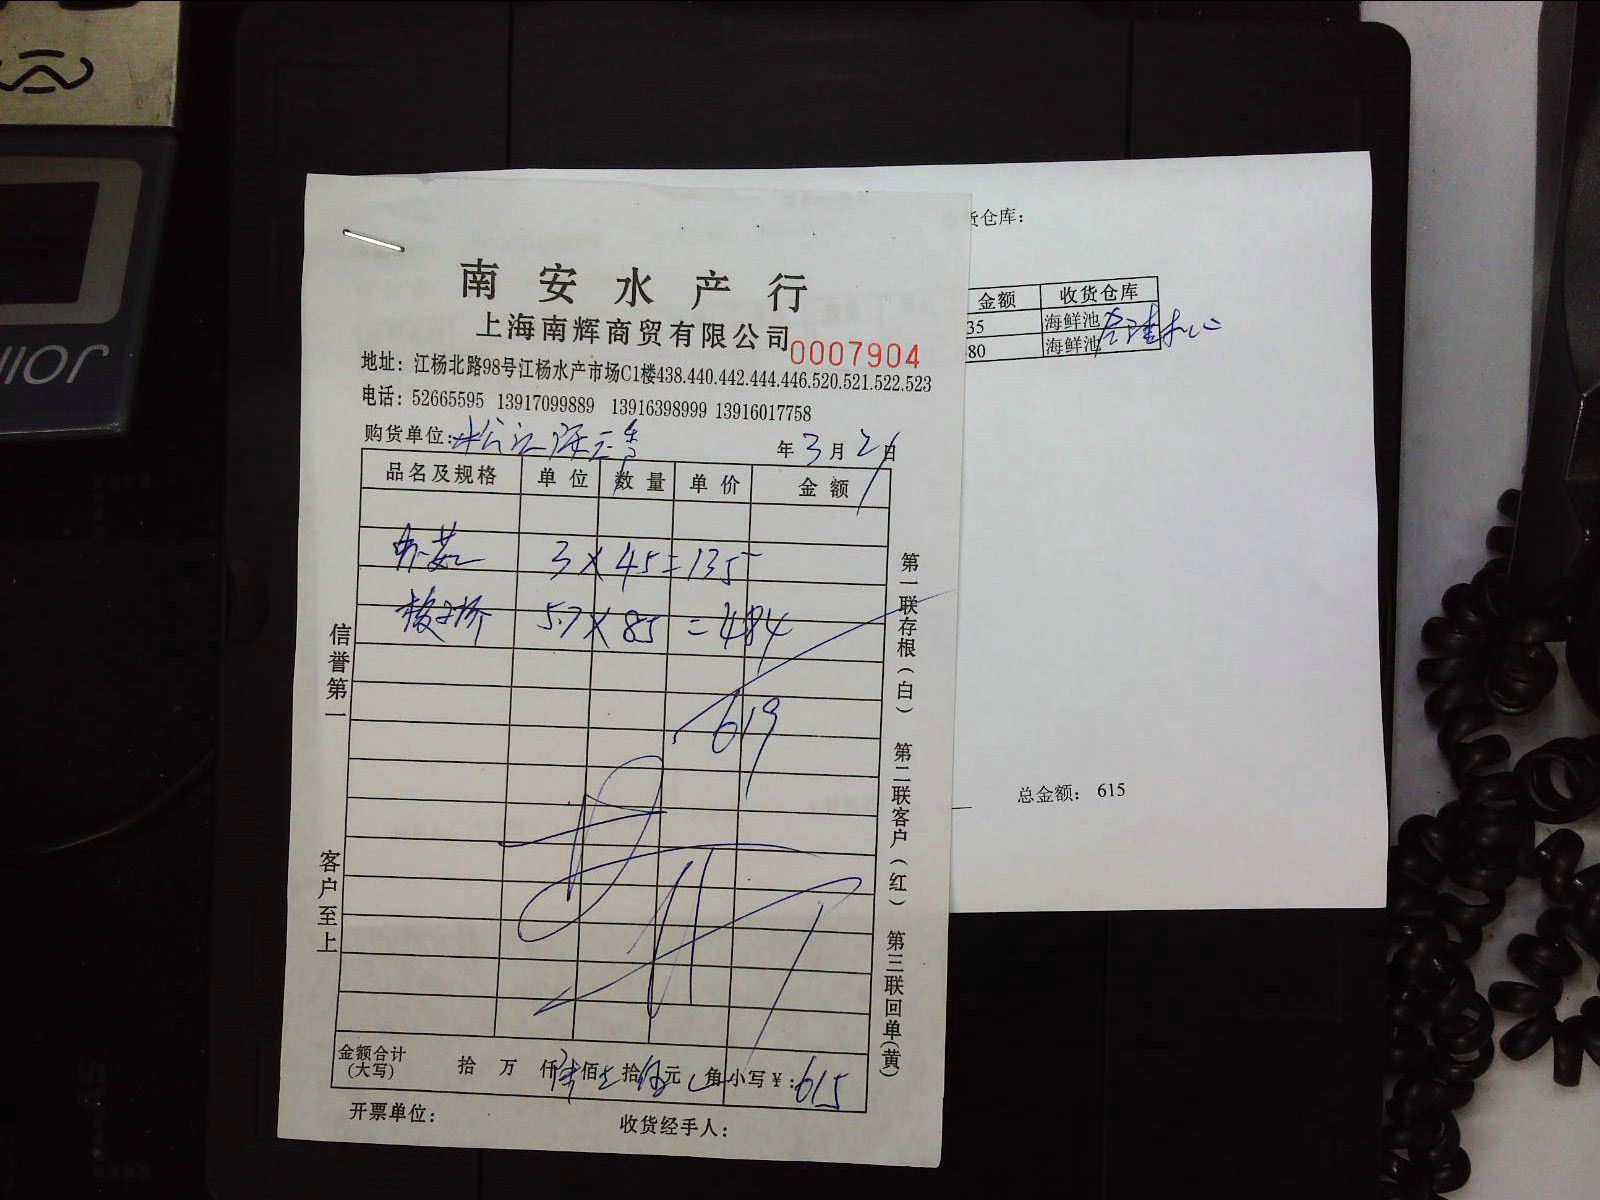 南安水产行
上海南辉商贸有限公司
0007904
地址：江杨北路98号江杨水产市场C1楼438.440.442.444.446.520.521.522.523
电话：52665595 13917099889 13916398999 13916017758
购货单位：松江
年 3 月 21 日
品名及规格 单位 数量 单价 金额
3×45=135
5.7×85=484
619
金额合计(大写) 拾 万 仟 陆 佰 拾 伍 元 角 小写¥：615
开票单位： 收货经手人：
信誉第一
客户至上
第一联存根（白） 第二联客户（红） 第三联回单(黄)
货仓库：
金额 收货仓库
35 海鲜池
80 海鲜池
总金额： 615